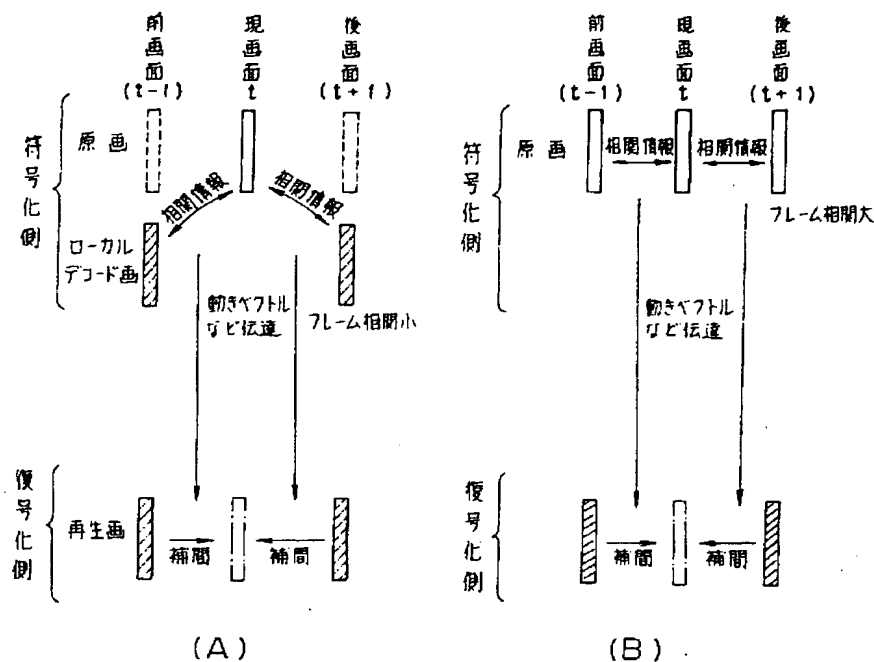 前画面(t-1)
現画面t
後画面(t+1)
符号化側
原画
相関情報
相関情報
ローカル
デコード画
動きベクトル
など伝達
フレーム相関小
復号化側
再生画
補間
補間
(A)
前画面(t-1)
現画面t
後画面(t+1)
符号化側
原画
相関情報
相関情報
フレーム相関大
動きベクトル
など伝達
復号化側
補間
補間
(B)